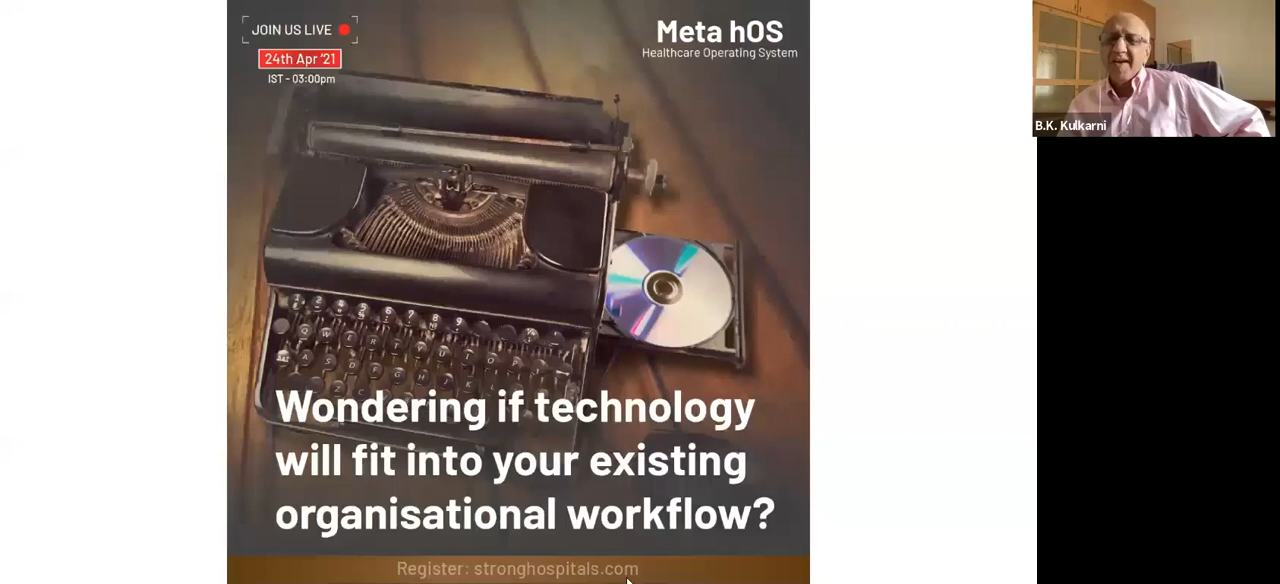 JOIN US LIVE
24th Apr '21
IST - 03:00pm
Meta hOS
Healthcare Operating System
B.K. Kulkarni
Wondering if technology
will fit into your existing
organisational workflow?
Register: stronghospitals.com